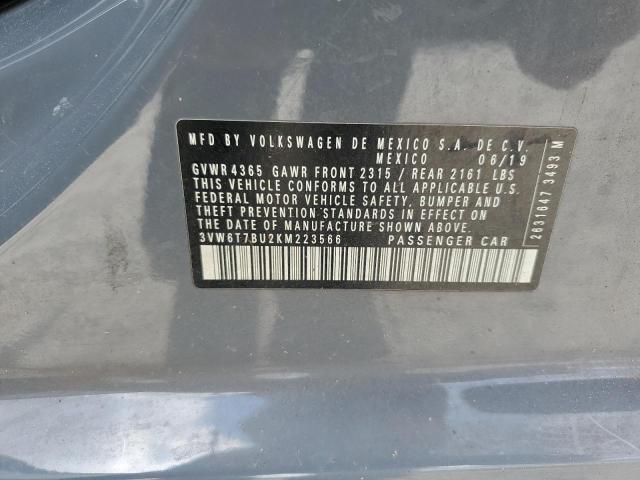 MFD BY VOLKSWAGEN DE MEXICO S.A. DE C.V.
MEXICO 06/19
GVWR 4365 GAWR FRONT 2315 / REAR 2161 LBS
THIS VEHICLE CONFORMS TO ALL APPLICABLE U.S.
FEDERAL MOTOR VEHICLE SAFETY, BUMPER AND
THEFT PREVENTION STANDARDS IN EFFECT ON
THE DATE OF MANUFACTURE SHOWN ABOVE.
3VW6T7BU2KM223566 PASSENGER CAR
2631647 3493 M